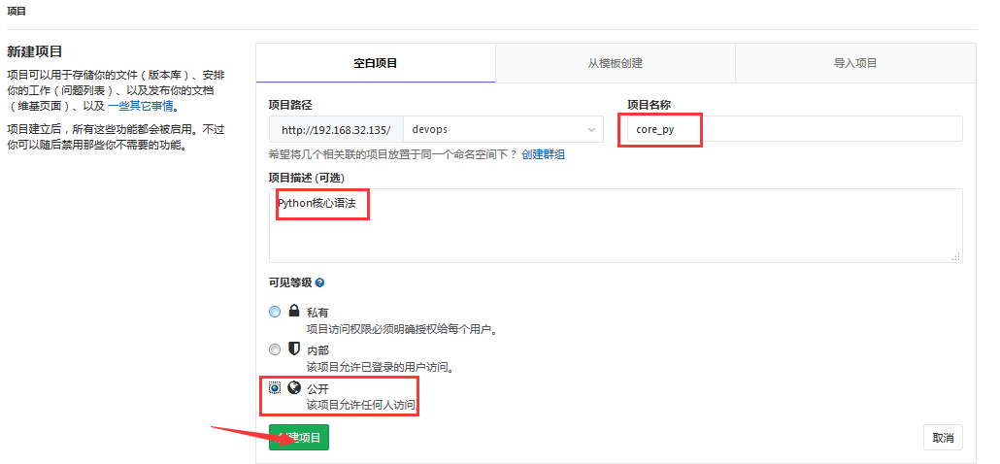 项目
新建项目
项目可以用于存储你的文件（版本库）、安排
你的工作（问题列表）、以及发布你的文档
（维基页面）、以及 一些其它事情。
项目建立后，所有这些功能都会被启用。不过
你可以随后禁用那些你不需要的功能。
空白项目
从模板创建
导入项目
项目路径
项目名称
http://192.168.32.135/
devops
core_py
希望将几个相关联的项目放置于同一个命名空间下？ 创建群组
项目描述 (可选)
Python核心语法
可见等级
私有
项目访问权限必须明确授权给每个用户。
内部
该项目允许已登录的用户访问。
公开
该项目允许任何人访问。
创建项目
取消